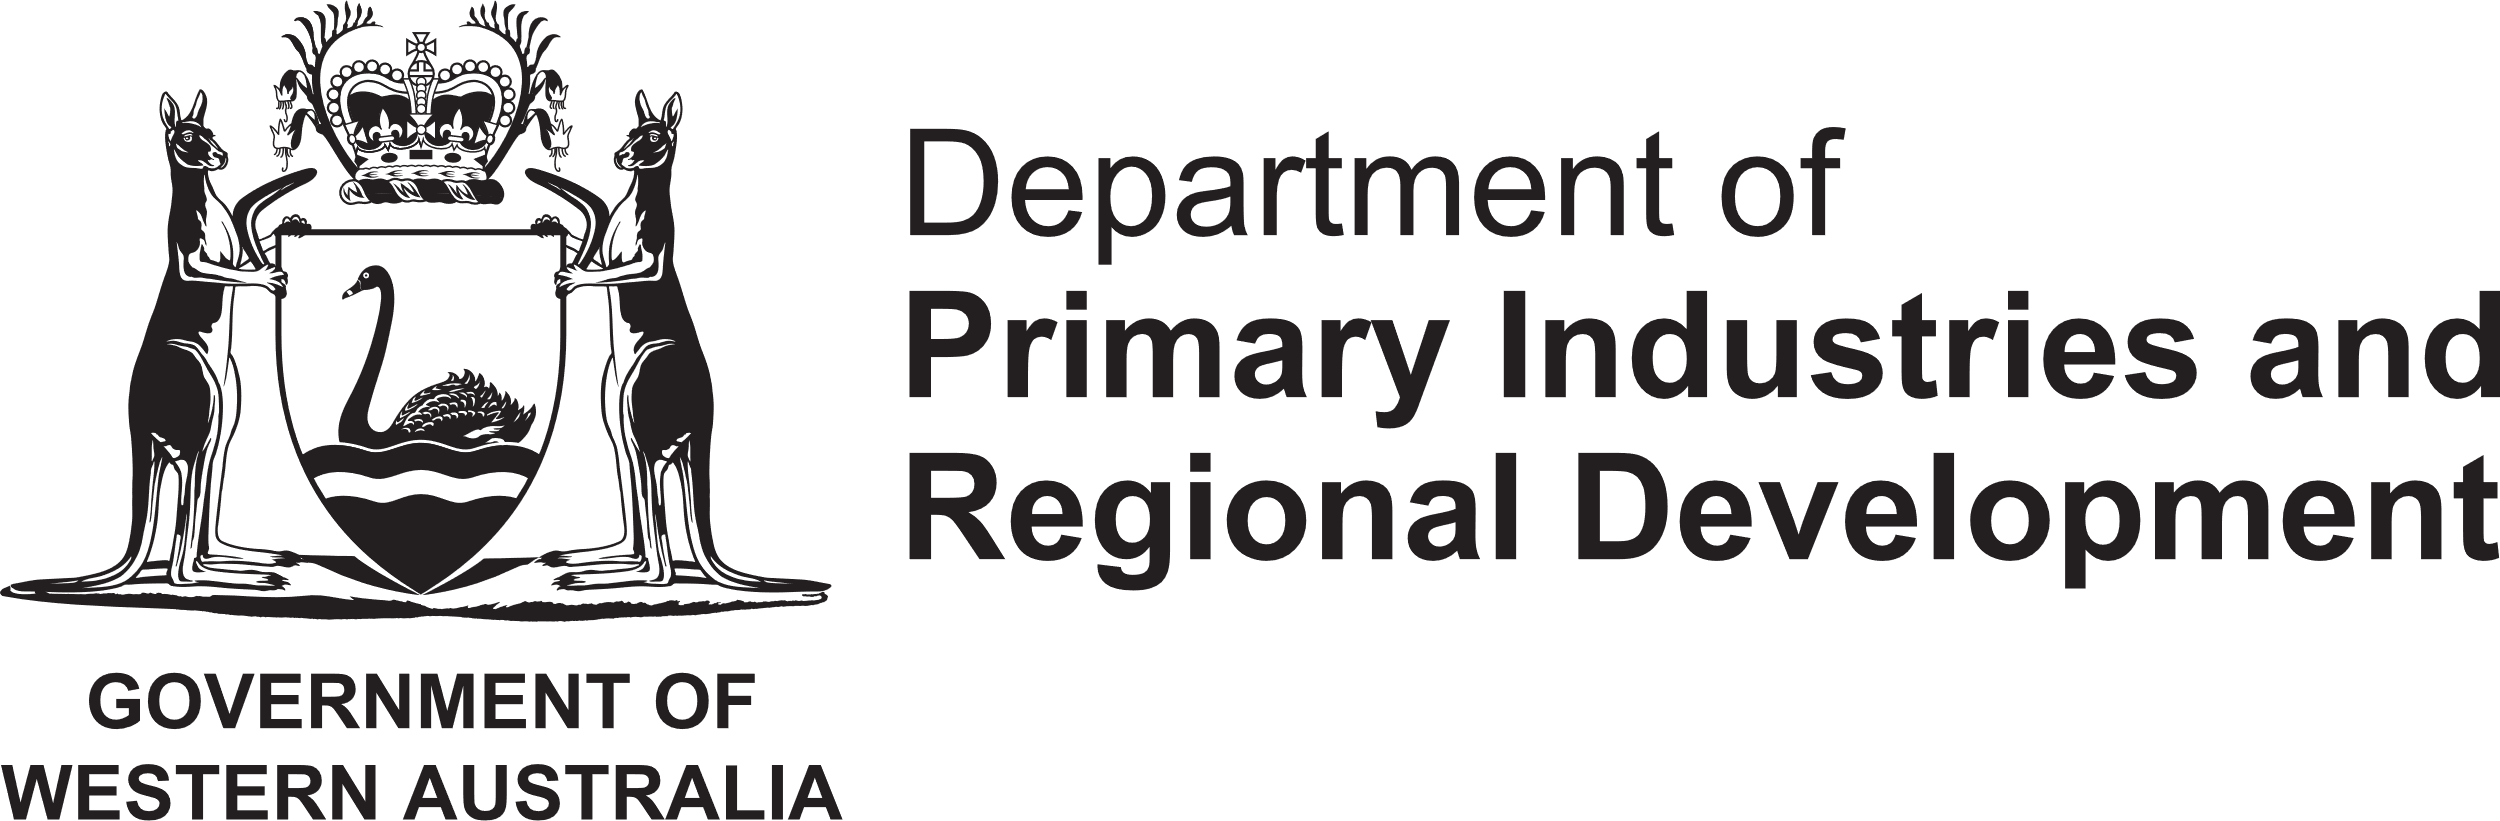 Department of
Primary Industries and
Regional Development
GOVERNMENT OF
WESTERN AUSTRALIA